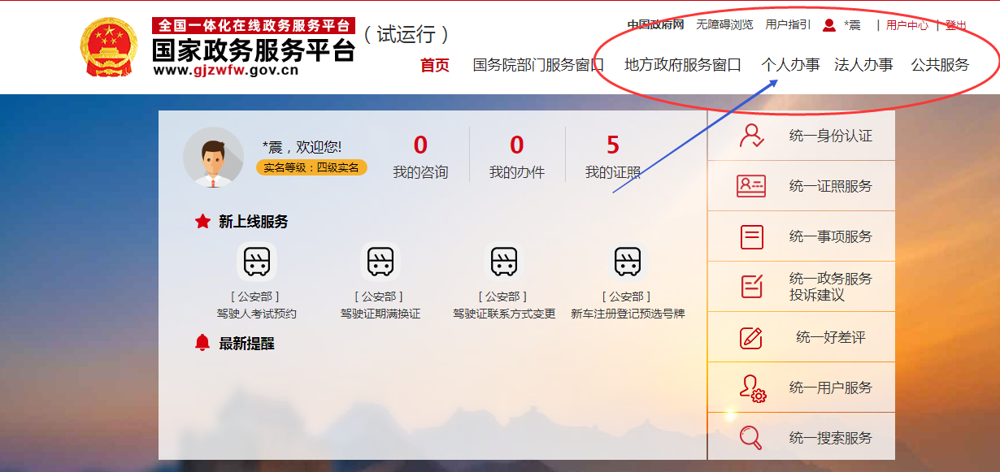 全国一体化在线政务服务平台
国家政务服务平台
（试运行）
www.gjzwfw.gov.cn
中国政府网 无障碍浏览 用户指引 *震 | 用户中心 | 登出
首页 国务院部门服务窗口 地方政府服务窗口 个人办事 法人办事 公共服务
*震，欢迎您!
实名等级：四级实名
0 0 5
我的咨询 我的办件 我的证照
新上线服务
[ 公安部 ] [ 公安部 ] [ 公安部 ] [ 公安部 ]
驾驶人考试预约 驾驶证期满换证 驾驶证联系方式变更 新车注册登记预选号牌
最新提醒
统一身份认证
统一证照服务
统一事项服务
统一政务服务
投诉建议
统一好差评
统一用户服务
统一搜索服务